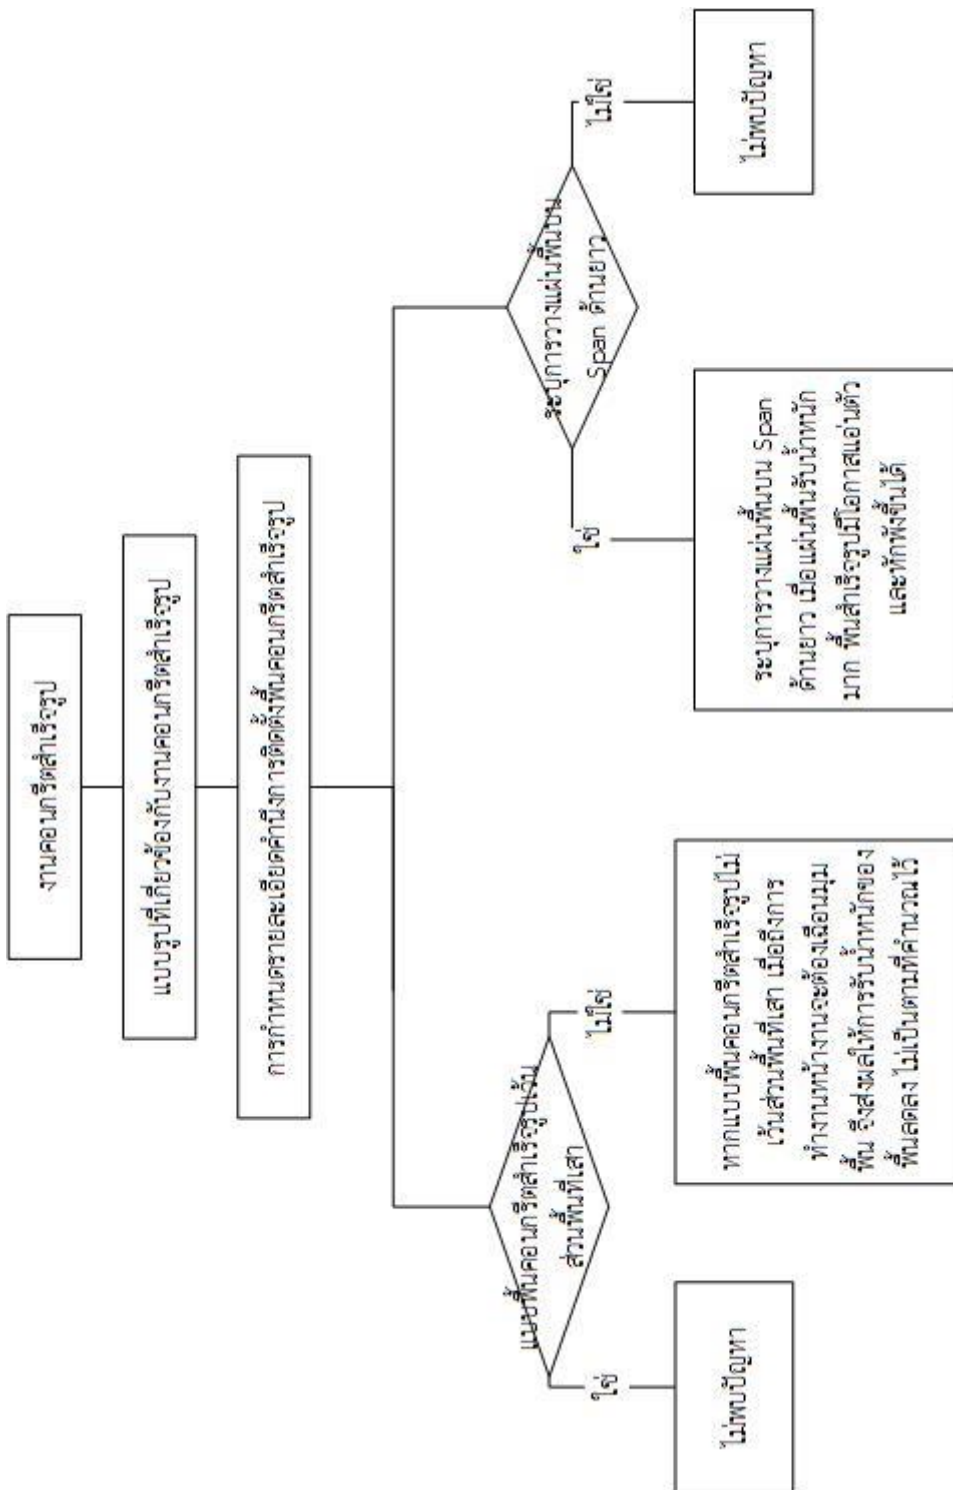 งานคอนกรีตสำเร็จรูป
แบบรูปที่เกี่ยวข้องกับงานคอนกรีตสำเร็จรูป
การกำหนดรายละเอียดคำนึงการติดตั้งพื้นคอนกรีตสำเร็จรูป
แบบพื้นคอนกรีตสำเร็จรูปเว้น
ส่วนพื้นที่เสา
ใช่
ไม่พบปัญหา
ไม่ใช่
หากแบบพื้นคอนกรีตสำเร็จรูปไม่
เว้นส่วนพื้นที่เสา เมื่อถึงการ
ทำงานหน้างานจะต้องเฉือนมุม
พื้น จึงส่งผลให้การรับน้ำหนักของ
พื้นลดลง ไม่เป็นตามที่คำนวณไว้
ระบุการวางแผ่นพื้นบน
Span ด้านยาว
ใช่
ระบุการวางแผ่นพื้นบน Span
ด้านยาว เมื่อแผ่นพื้นรับน้ำหนัก
มาก พื้นสำเร็จรูปมีโอกาสแอ่นตัว
และหักพังขึ้นได้
ไม่ใช่
ไม่พบปัญหา